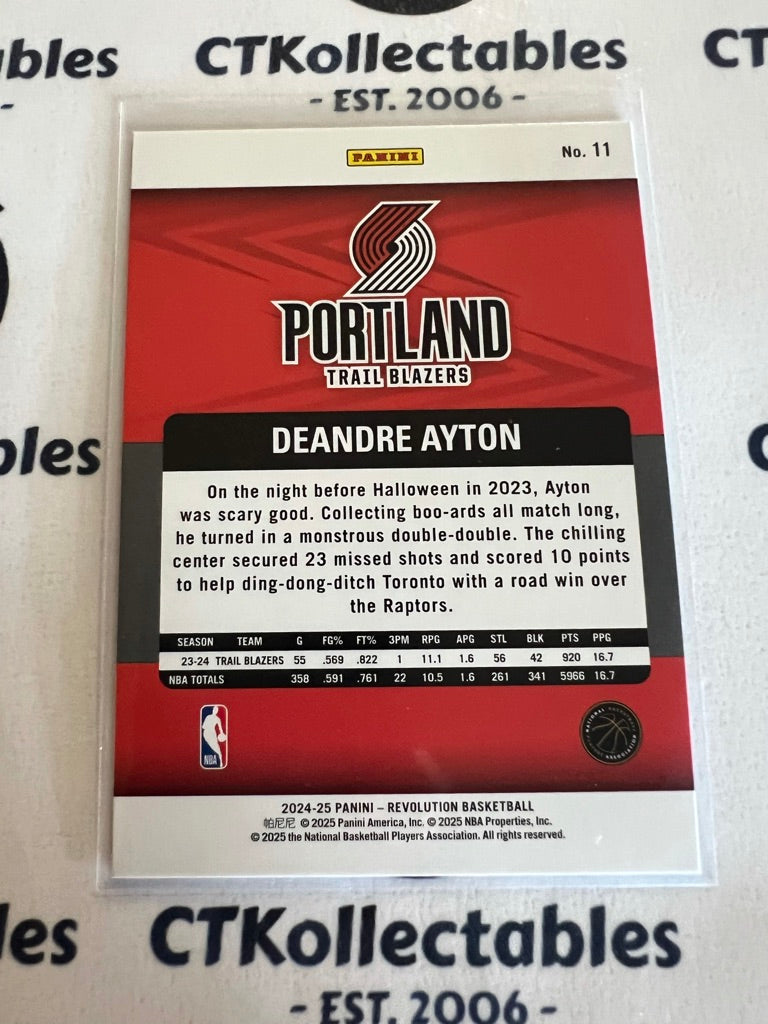 CTKollectables
CT
ables
- EST. 2006 -
PANINI
No. 11
PORTLAND
TRAIL BLAZERS
bles
DEANDRE AYTON
On the night before Halloween in 2023, Ayton
was scary good. Collecting boo-ards all match long,
he turned in a monstrous double-double. The chilling
center secured 23 missed shots and scored 10 points
to help ding-dong-ditch Toronto with a road win over
the Raptors.
SEASON TEAM G FG% FT% 3PM RPG APG STL BLK PTS PPG
23-24 TRAIL BLAZERS 55 .569 .822 1 11.1 1.6 56 42 920 16.7
NBA TOTALS 358 .591 .761 22 10.5 1.6 261 341 5966 16.7
NBA
NATIONAL BASKETBALL
PLAYERS ASSOCIATION
2024-25 PANINI – REVOLUTION BASKETBALL
帕尼尼 © 2025 Panini America, Inc. © 2025 NBA Properties, Inc.
© 2025 the National Basketball Players Association. All rights reserved.
les
CTKollectables
- EST. 2006 -